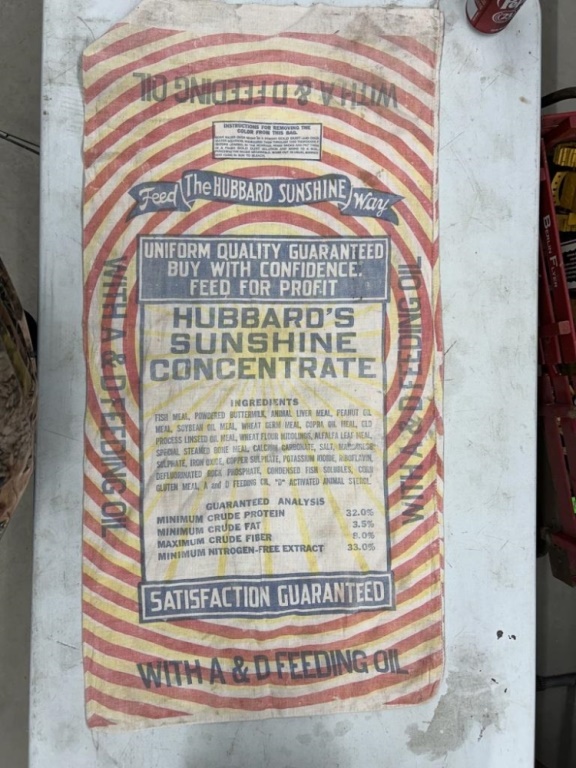 WITH A & D FEEDING OIL
INSTRUCTIONS FOR REMOVING THE
COLOR FROM THIS BAG
Feed The HUBBARD SUNSHINE Way
UNIFORM QUALITY GUARANTEED
BUY WITH CONFIDENCE:
FEED FOR PROFIT
HUBBARD'S
SUNSHINE
CONCENTRATE
INGREDIENTS
FISH MEAL, POWDERED BUTTERMILK, ANIMAL LIVER MEAL, PEANUT OIL
MEAL, SOYBEAN OIL MEAL, WHEAT GERM MEAL, COPRA OIL MEAL, OLD
PROCESS LINSEED OIL MEAL, WHEAT FLOUR MIDDLINGS, ALFALFA LEAF MEAL,
SPECIAL STEAMED BONE MEAL, CALCIUM CARBONATE, SALT, MANGANESE
SULPHATE, IRON OXIDE, COPPER SULPHATE, POTASSIUM IODIDE, RIBOFLAVIN,
DEFLUORINATED ROCK PHOSPHATE, CONDENSED FISH SOLUBLES, CORN
GLUTEN MEAL, A and D FEEDING OIL "D" ACTIVATED ANIMAL STEROL.
GUARANTEED ANALYSIS
MINIMUM CRUDE PROTEIN 32.0%
MINIMUM CRUDE FAT 3.5%
MAXIMUM CRUDE FIBER 8.0%
MINIMUM NITROGEN-FREE EXTRACT 33.0%
SATISFACTION GUARANTEED
WITH A & D FEEDING OIL
WITH A & D FEEDING OIL
WITH A & D FEEDING OIL
BERLIN FLYER